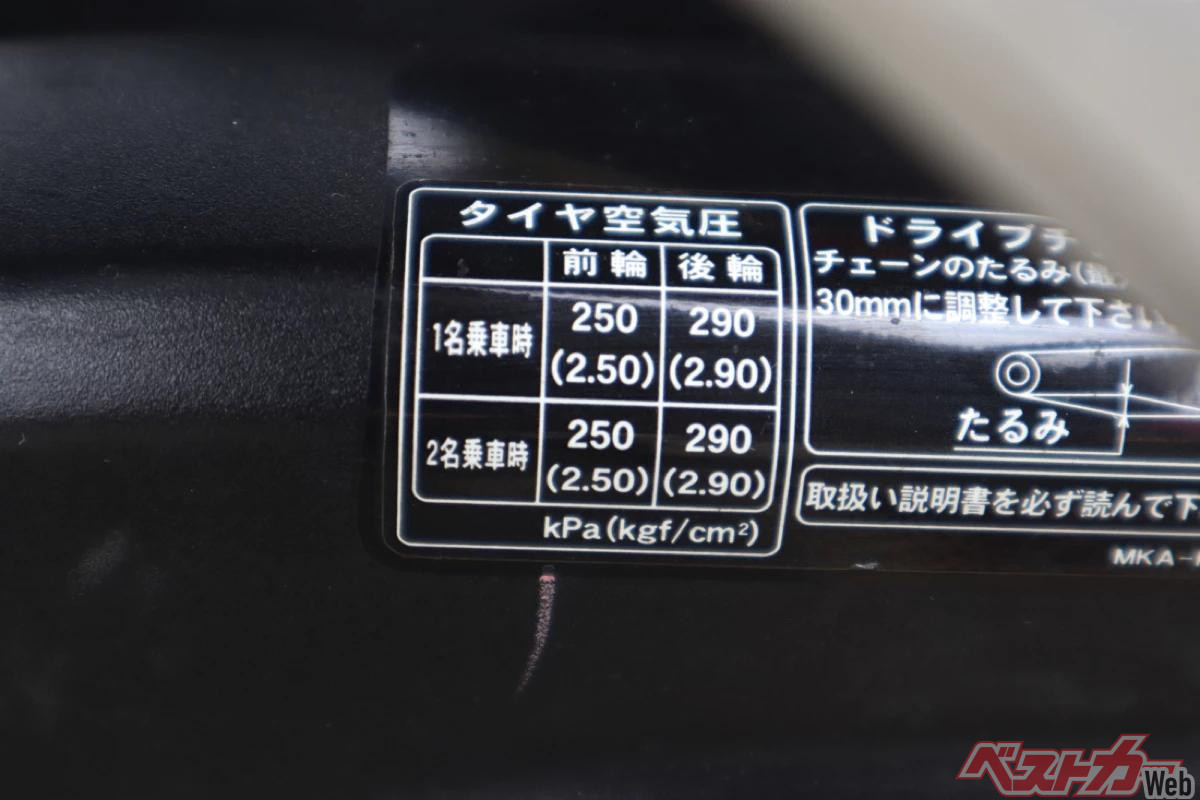 タイヤ空気圧
前輪 後輪
1名乗車時 250 (2.50) 290 (2.90)
2名乗車時 250 (2.50) 290 (2.90)
kPa(kgf/cm²)
ドライブチ
チェーンのたるみ(
30mmに調整して下さい
たるみ
取扱い説明書を必ず読んで下
MKA-
ベストカーWeb